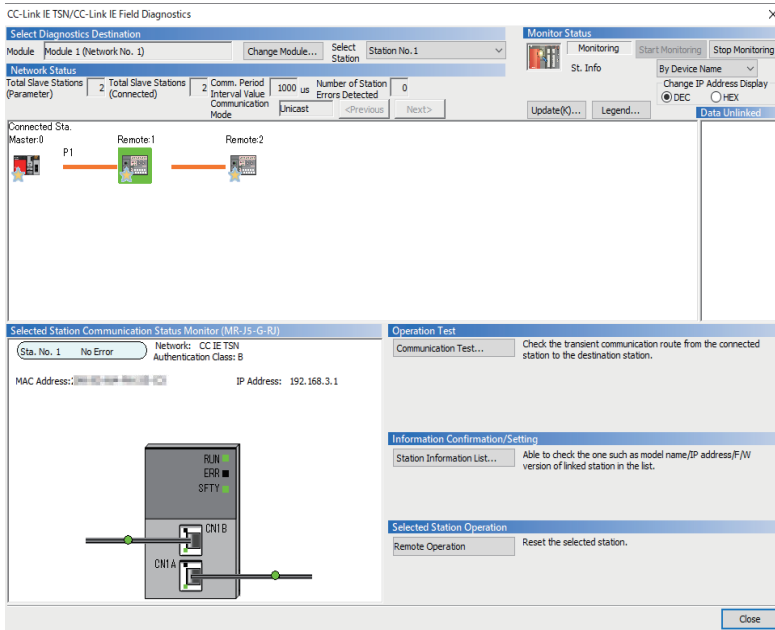 CC-Link IE TSN/CC-Link IE Field Diagnostics
Select Diagnostics Destination
Module Module 1 (Network No. 1) Change Module... Select Station Station No.1
Monitor Status
Monitoring Start Monitoring Stop Monitoring
St. Info By Device Name
Change IP Address Display
DEC HEX
Update(K)... Legend...
Network Status
Total Slave Stations (Parameter) 2 Total Slave Stations (Connected) 2 Comm. Period Interval Value 1000 us Number of Station Errors Detected 0
Communication Mode Unicast <Previous Next>
Data Unlinked
Connected Sta.
Master:0 Remote:1 Remote:2
P1
Selected Station Communication Status Monitor (MR-J5-G-RJ)
Sta. No. 1 No Error Network: CC IE TSN
Authentication Class: B
MAC Address: IP Address: 192.168.3.1
RUN
ERR
SFTY
CN1B
CN1A
Operation Test
Communication Test... Check the transient communication route from the connected
station to the destination station.
Information Confirmation/Setting
Station Information List... Able to check the one such as model name/IP address/F/W
version of linked station in the list.
Selected Station Operation
Remote Operation Reset the selected station.
Close